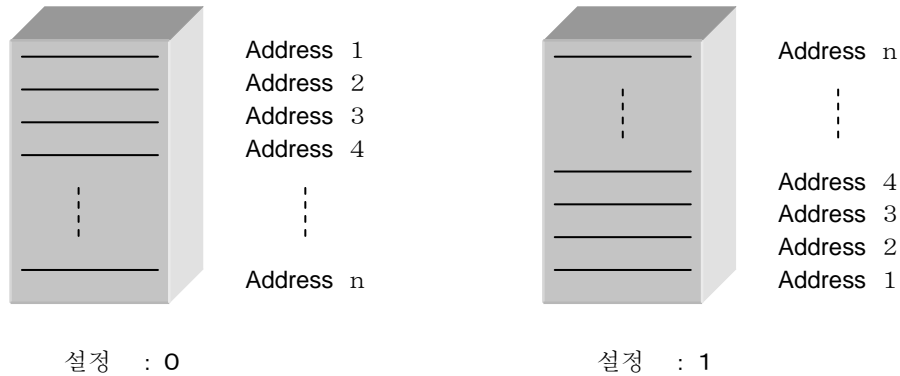 Address 1
Address 2
Address 3
Address 4
Address n
설정 : 0
Address n
Address 4
Address 3
Address 2
Address 1
설정 : 1